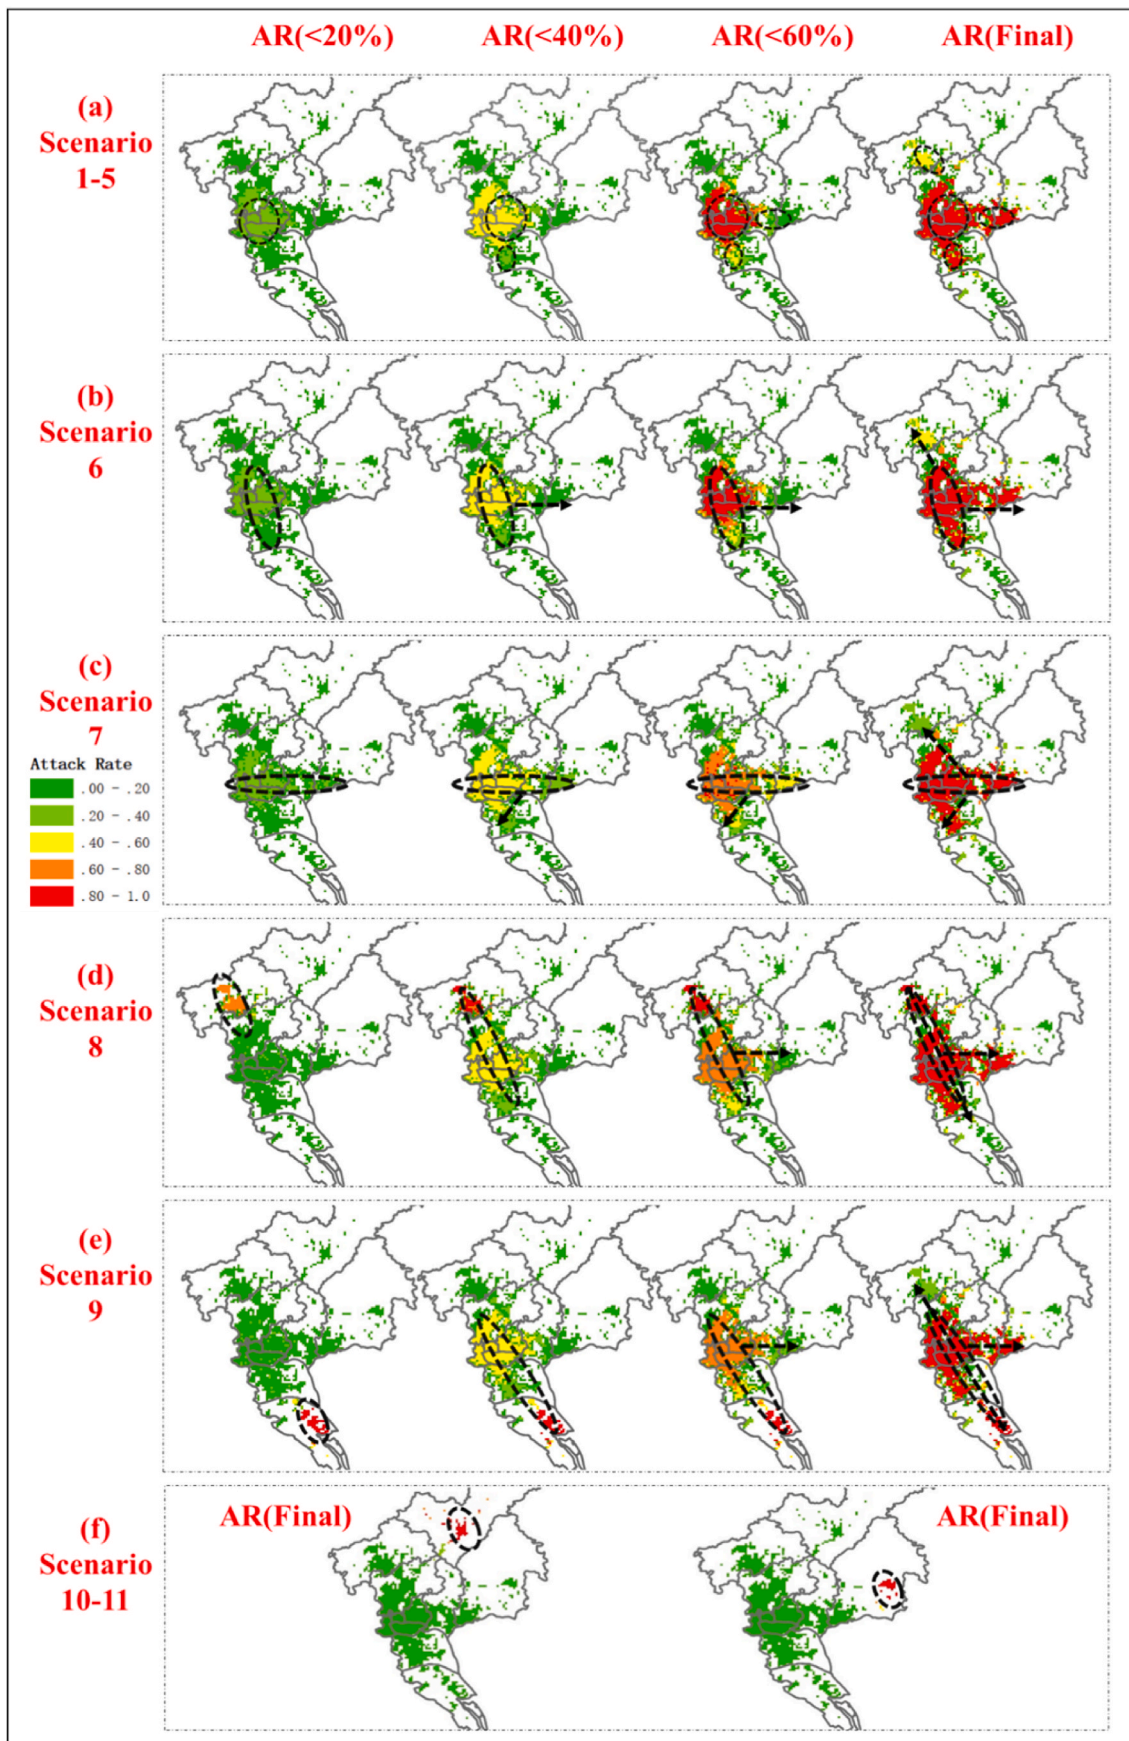 AR(<20%) AR(<40%) AR(<60%) AR(Final)
(a)
Scenario
1-5
(b)
Scenario
6
(c)
Scenario
7
Attack Rate
.00 - .20
.20 - .40
.40 - .60
.60 - .80
.80 - 1.0
(d)
Scenario
8
(e)
Scenario
9
(f)
Scenario
10-11
AR(Final) AR(Final)